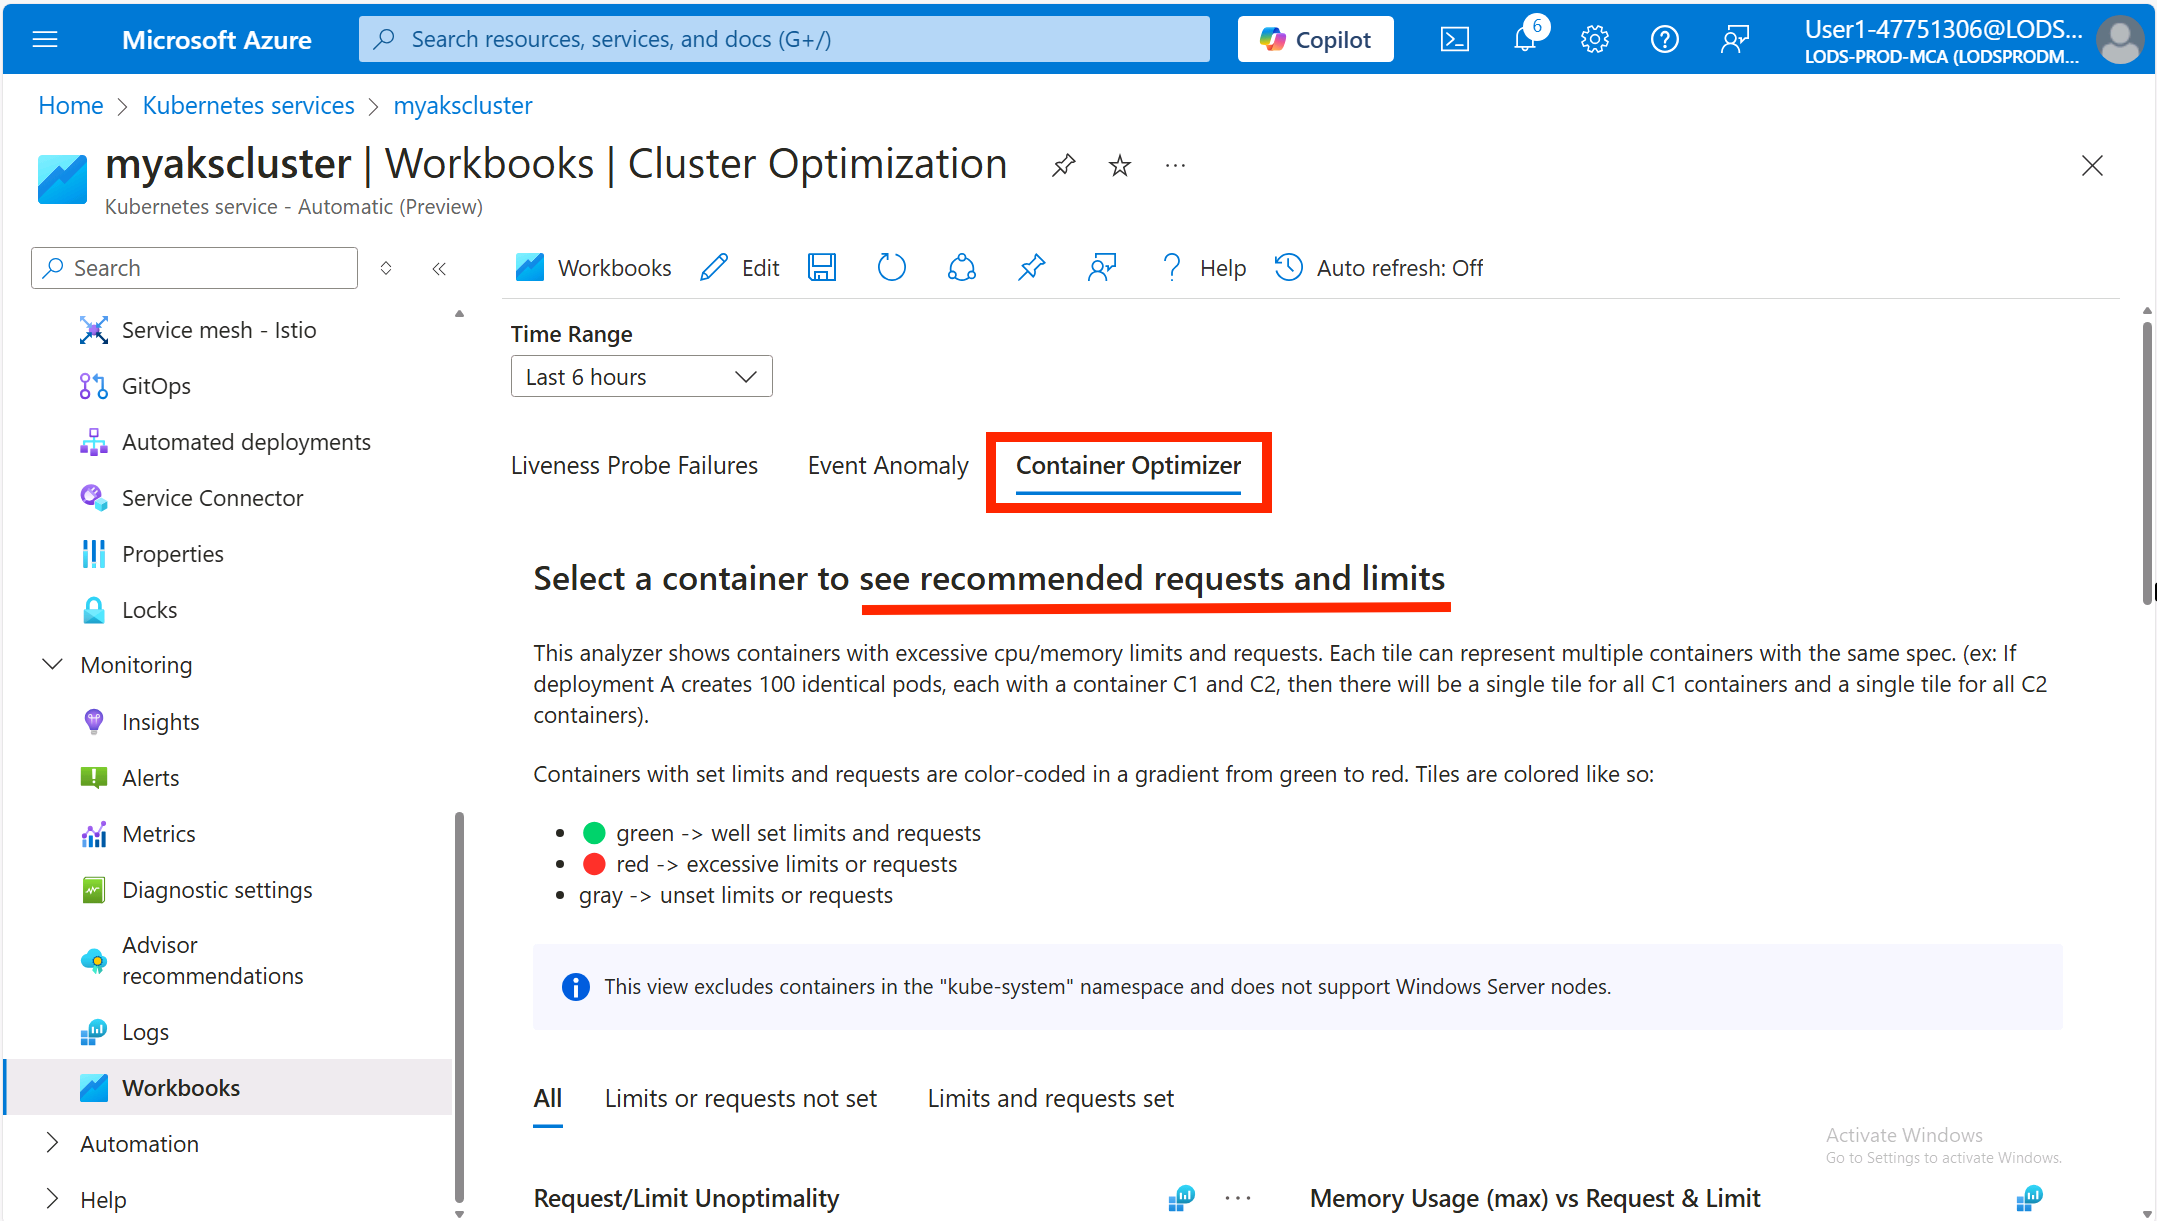 Microsoft Azure
Search resources, services, and docs (G+/)
Copilot
6
User1-47751306@LODS...
LODS-PROD-MCA (LODSPRODM...
Home > Kubernetes services > myakscluster
myakscluster | Workbooks | Cluster Optimization
Kubernetes service - Automatic (Preview)
Search
Service mesh - Istio
GitOps
Automated deployments
Service Connector
Properties
Locks
Monitoring
Insights
Alerts
Metrics
Diagnostic settings
Advisor
recommendations
Logs
Workbooks
Automation
Help
Workbooks
Edit
Help
Auto refresh: Off
Time Range
Last 6 hours
Liveness Probe Failures
Event Anomaly
Container Optimizer
Select a container to see recommended requests and limits
This analyzer shows containers with excessive cpu/memory limits and requests. Each tile can represent multiple containers with the same spec. (ex: If
deployment A creates 100 identical pods, each with a container C1 and C2, then there will be a single tile for all C1 containers and a single tile for all C2
containers).
Containers with set limits and requests are color-coded in a gradient from green to red. Tiles are colored like so:
• green -> well set limits and requests
• red -> excessive limits or requests
• gray -> unset limits or requests
This view excludes containers in the "kube-system" namespace and does not support Windows Server nodes.
All
Limits or requests not set
Limits and requests set
Activate Windows
Go to Settings to activate Windows.
Request/Limit Unoptimality
Memory Usage (max) vs Request & Limit